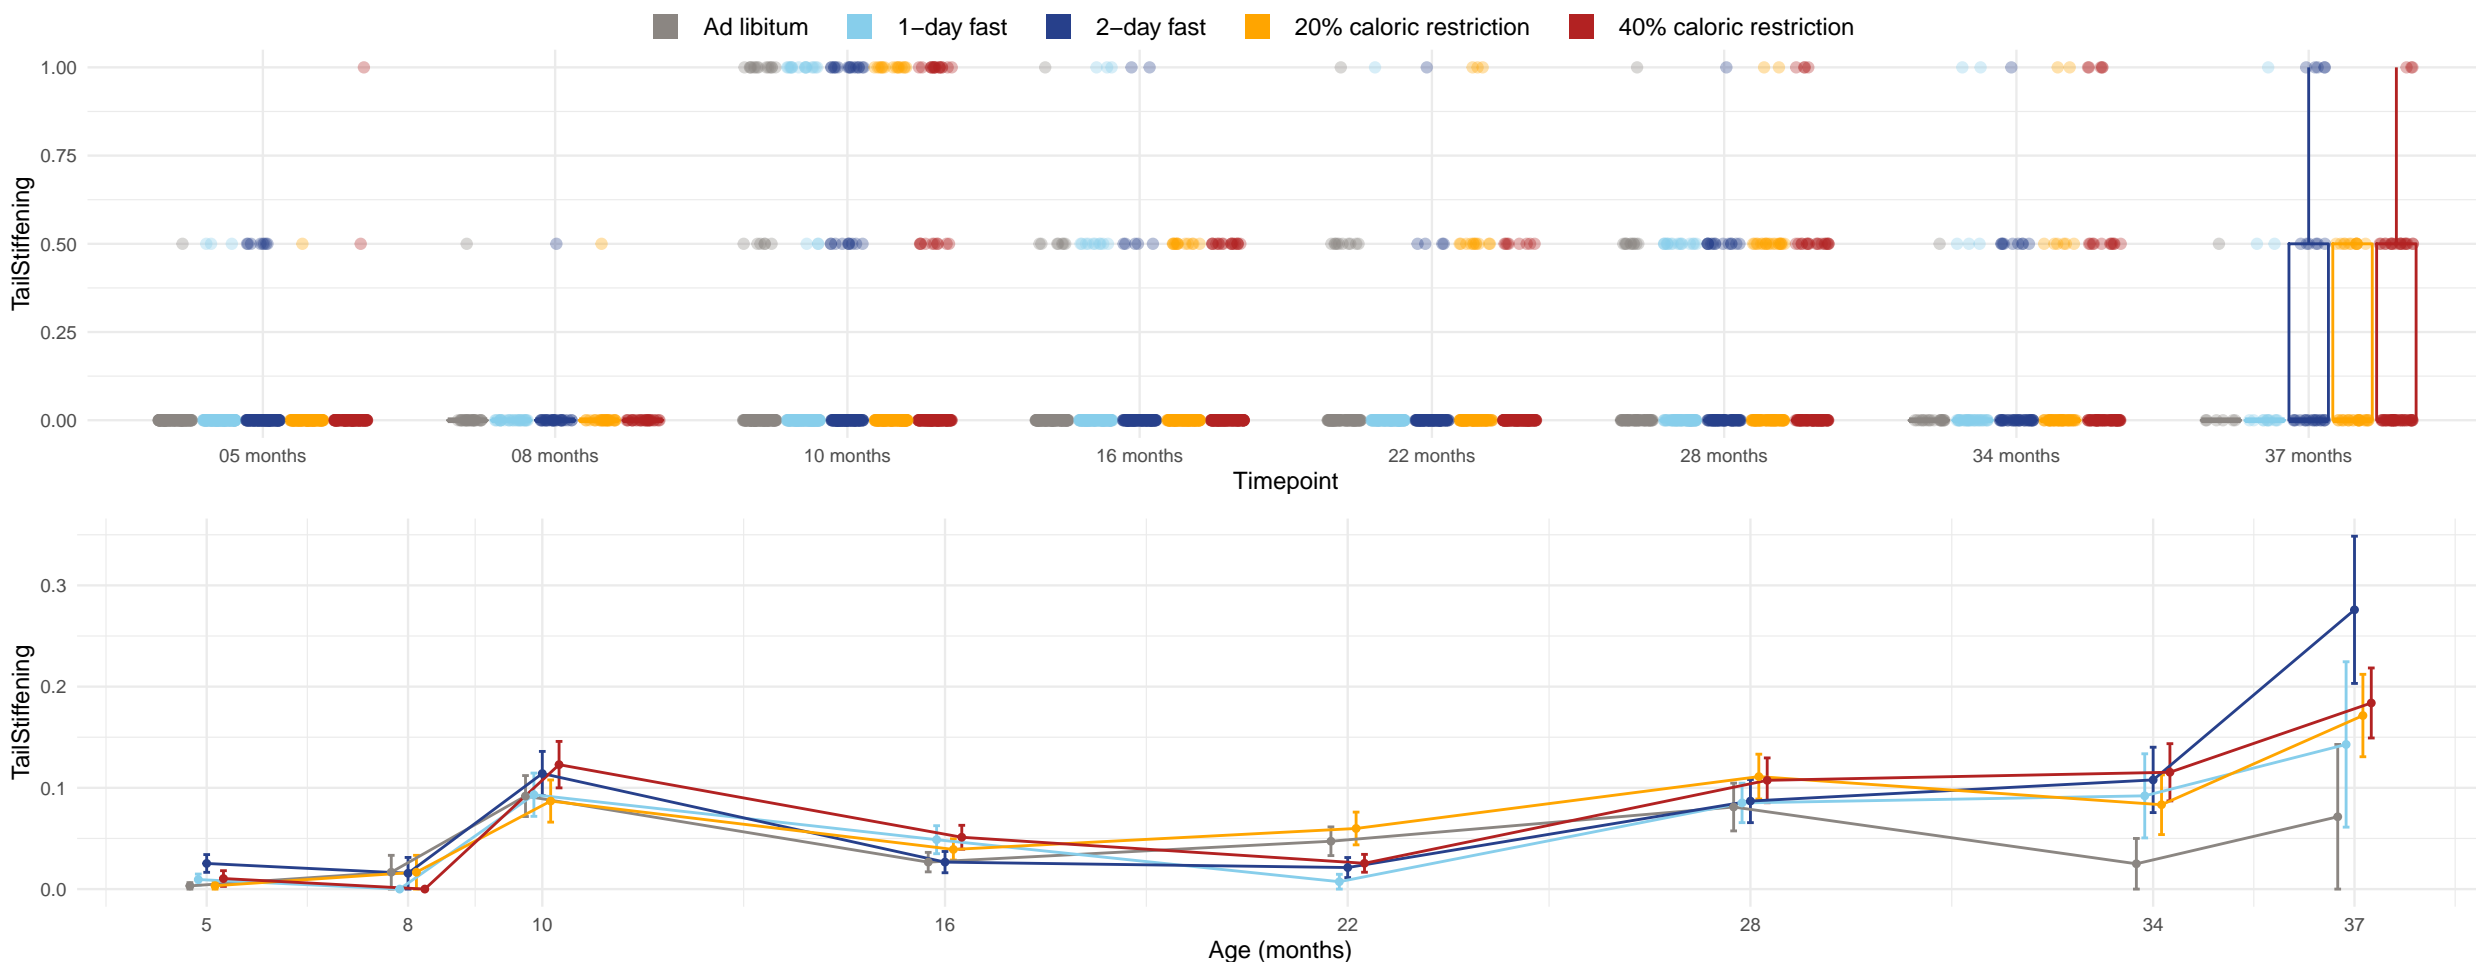 Ad libitum 1−day fast 2−day fast 20% caloric restriction 40% caloric restriction
1.00
0.75
0.50
0.25
0.00
TailStiffening
05 months 08 months 10 months 16 months 22 months 28 months 34 months 37 months
Timepoint
0.3
0.2
0.1
0.0
TailStiffening
5 8 10 16 22 28 34 37
Age (months)